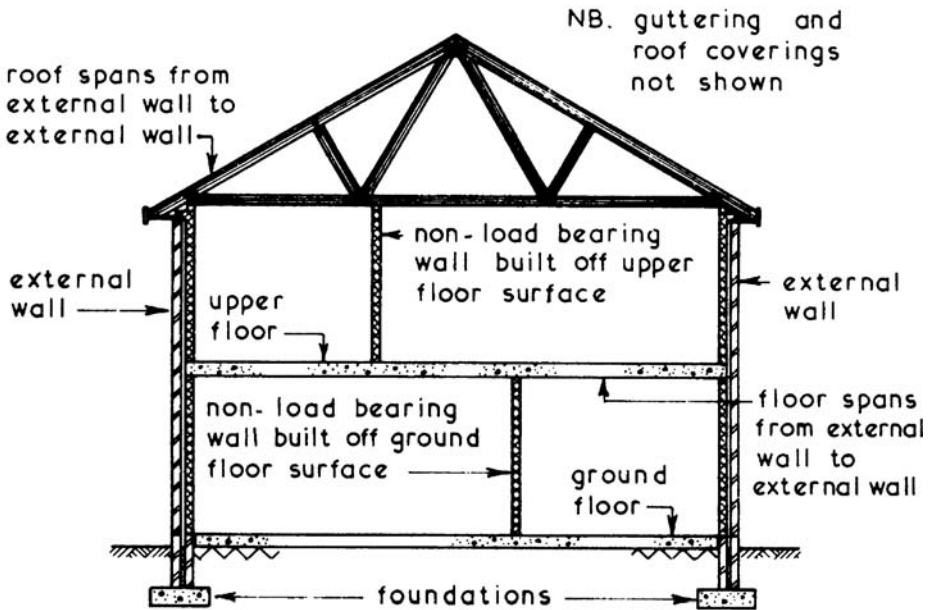 NB. guttering and
roof coverings
not shown
roof spans from
external wall to
external wall
non-load bearing
wall built off upper
floor surface
external
wall
upper
floor
external
wall
non-load bearing
wall built off ground
floor surface
floor spans
from external
wall to
external wall
ground
floor
foundations